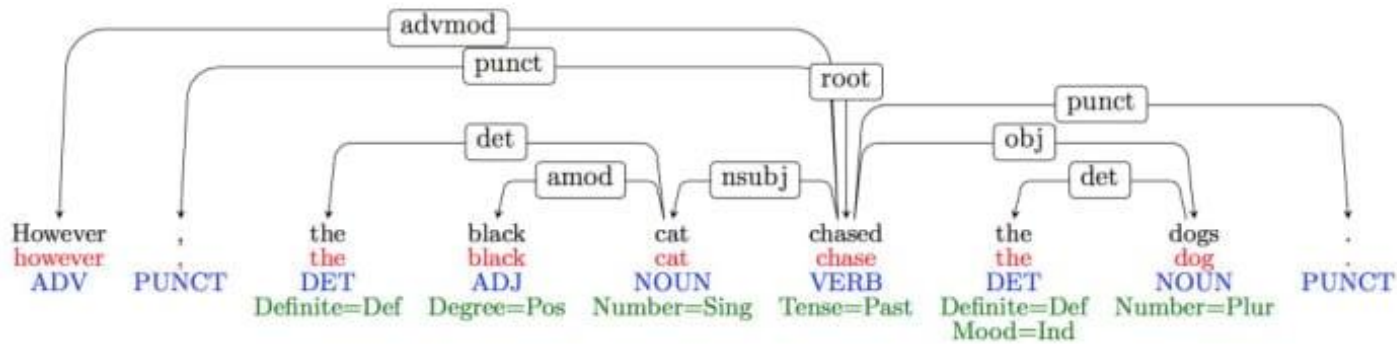 advmod
punct
root
punct
det
obj
amod
nsubj
det
However , the black cat chased the dogs .
however , the black cat chase the dog .
ADV PUNCT DET ADJ NOUN VERB DET NOUN PUNCT
Definite=Def Degree=Pos Number=Sing Tense=Past Definite=Def Number=Plur
Mood=Ind